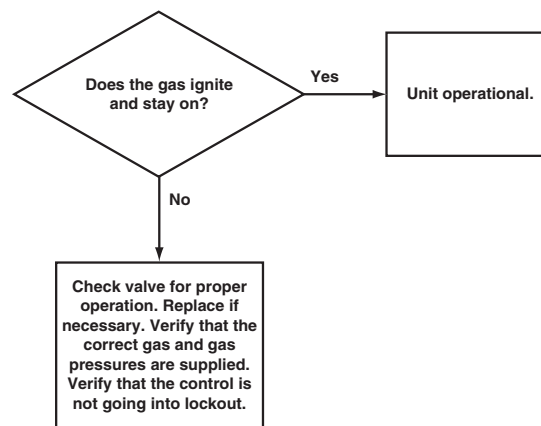 Does the gas ignite
and stay on?
Yes
Unit operational.
No
Check valve for proper
operation. Replace if
necessary. Verify that the
correct gas and gas
pressures are supplied.
Verify that the control is
not going into lockout.